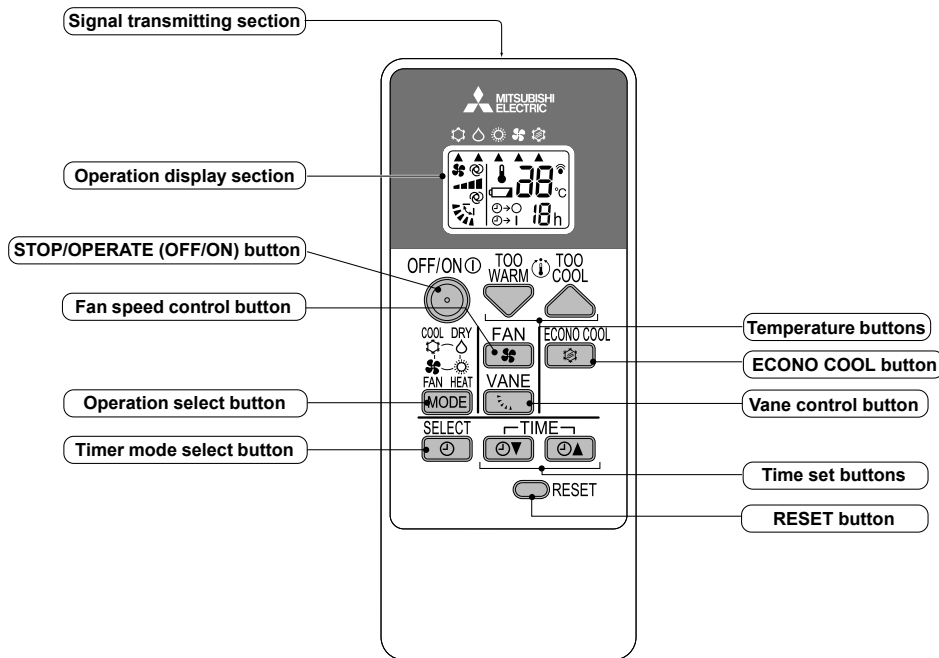 Signal transmitting section
MITSUBISHI
ELECTRIC
Operation display section
38 °C
18 h
STOP/OPERATE (OFF/ON) button
OFF/ON
TOO WARM
TOO COOL
Fan speed control button
Temperature buttons
COOL DRY
FAN
ECONO COOL
ECONO COOL button
FAN HEAT
VANE
Operation select button
MODE
Vane control button
SELECT
TIME
Timer mode select button
Time set buttons
RESET
RESET button